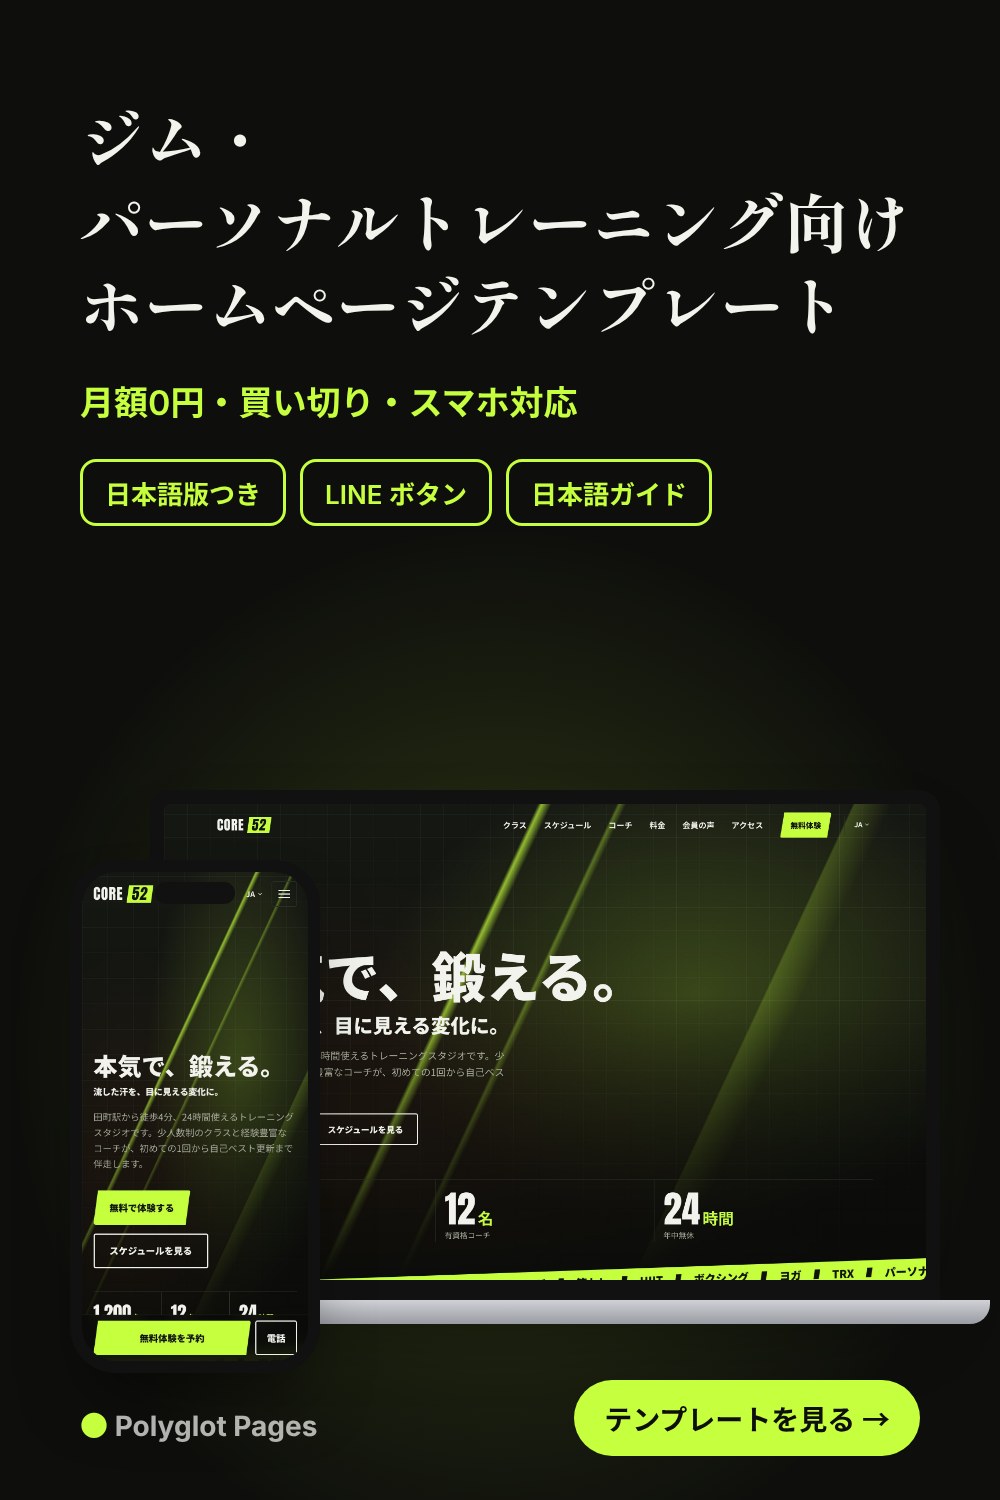 ジム・
パーソナルトレーニング向け
ホームページテンプレート
月額0円・買い切り・スマホ対応
日本語版つき
LINE ボタン
日本語ガイド
CORE 52
クラス
スケジュール
コーチ
料金
会員の声
アクセス
無料体験
JA
で、鍛える。
目に見える変化に。
時間使えるトレーニングスタジオです。少
富なコーチが、初めての1回から自己ベス
スケジュールを見る
12名
有資格コーチ
24時間
年中無休
ボクシング
ヨガ
TRX
パーソナ
CORE 52
JA
本気で、鍛える。
流した汗を、目に見える変化に。
田町駅から徒歩4分、24時間使えるトレーニング
スタジオです。少人数制のクラスと経験豊富な
コーチが、初めての1回から自己ベスト更新まで
伴走します。
無料で体験する
スケジュールを見る
1,200
12
24
無料体験を予約
電話
Polyglot Pages
テンプレートを見る →